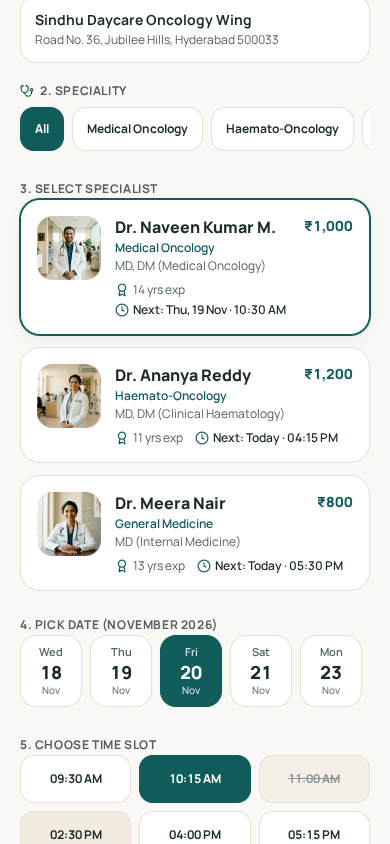 Sindhu Daycare Oncology Wing
Road No. 36, Jubilee Hills, Hyderabad 500033
2. SPECIALITY
All
Medical Oncology
Haemato-Oncology
3. SELECT SPECIALIST
Dr. Naveen Kumar M.
₹1,000
Medical Oncology
MD, DM (Medical Oncology)
14 yrs exp
Next: Thu, 19 Nov · 10:30 AM
Dr. Ananya Reddy
₹1,200
Haemato-Oncology
MD, DM (Clinical Haematology)
11 yrs exp
Next: Today · 04:15 PM
Dr. Meera Nair
₹800
General Medicine
MD (Internal Medicine)
13 yrs exp
Next: Today · 05:30 PM
4. PICK DATE (NOVEMBER 2026)
Wed
18
Nov
Thu
19
Nov
Fri
20
Nov
Sat
21
Nov
Mon
23
Nov
5. CHOOSE TIME SLOT
09:30 AM
10:15 AM
11:00 AM
02:30 PM
04:00 PM
05:15 PM